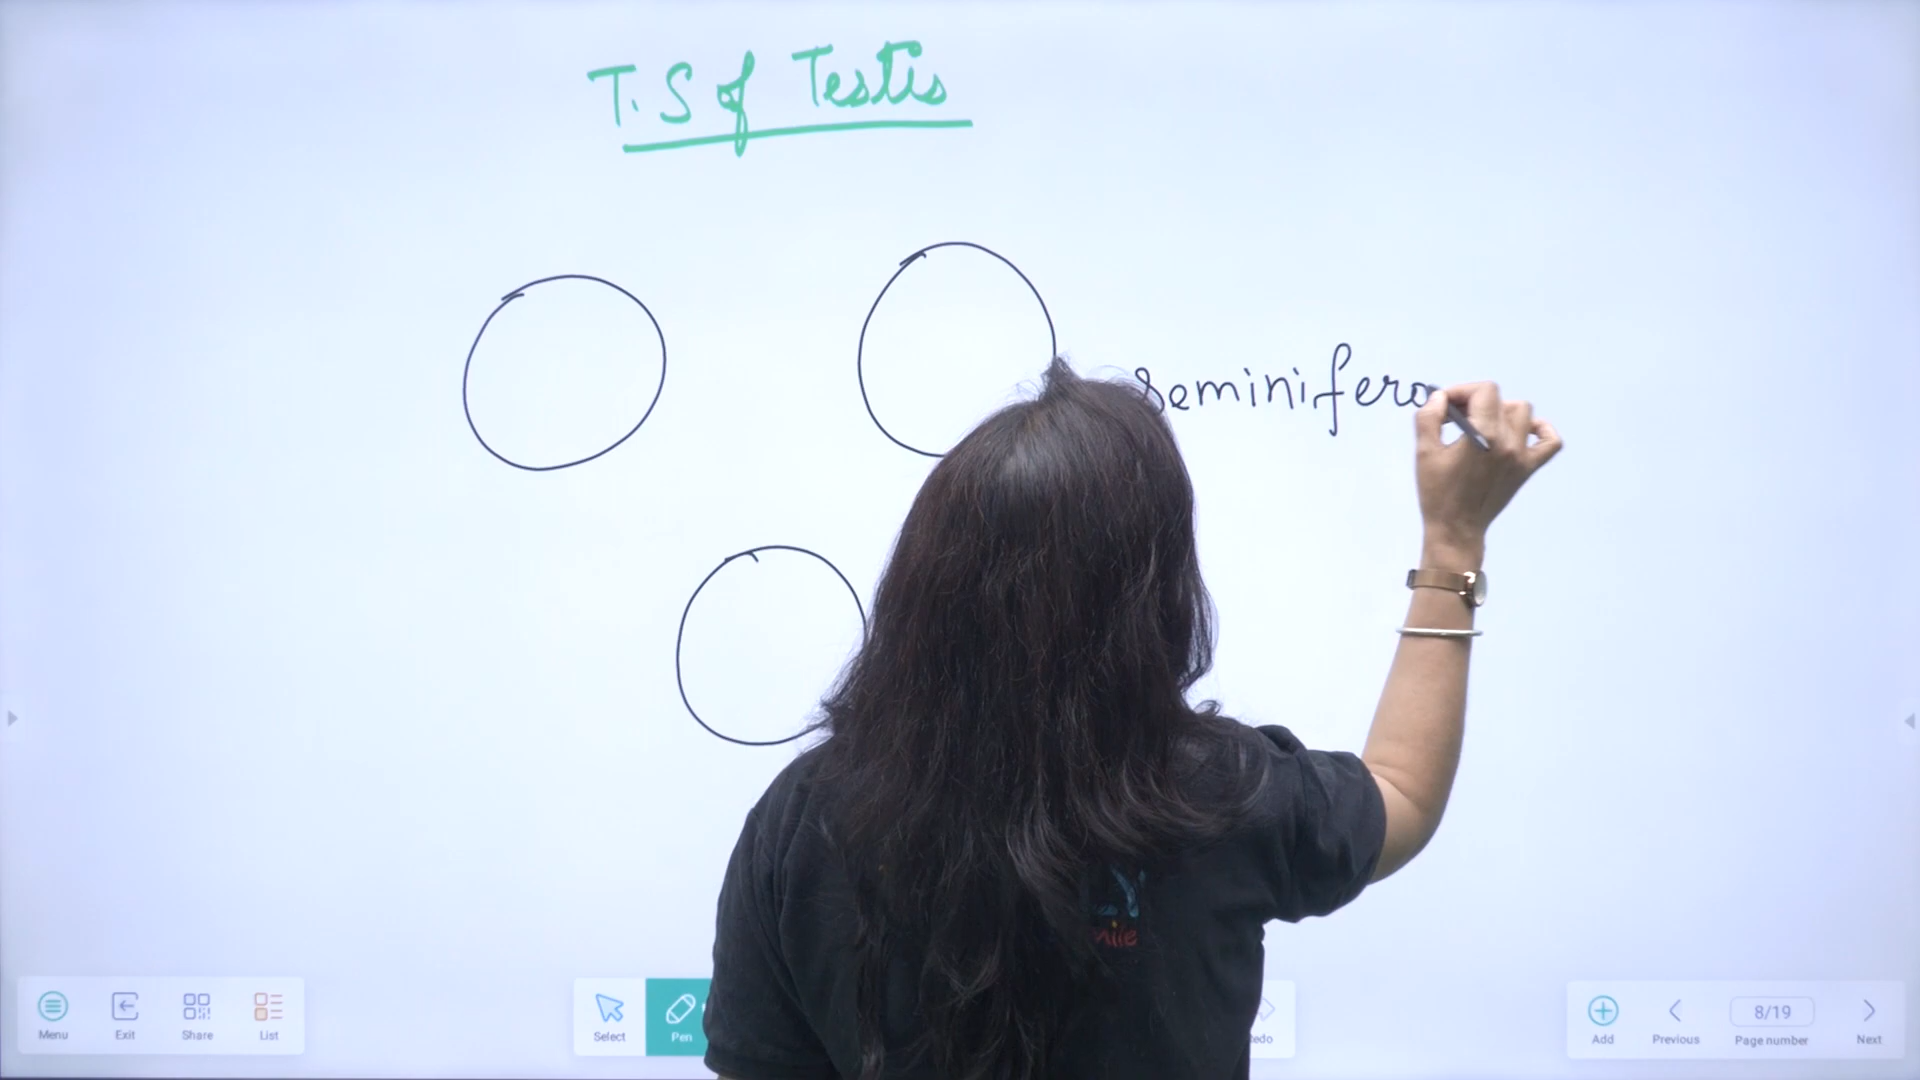 T.S of Testis
Seminifero
Menu
Exit
Share
List
Select
Pen
Add
Previous
8/19
Page number
Next